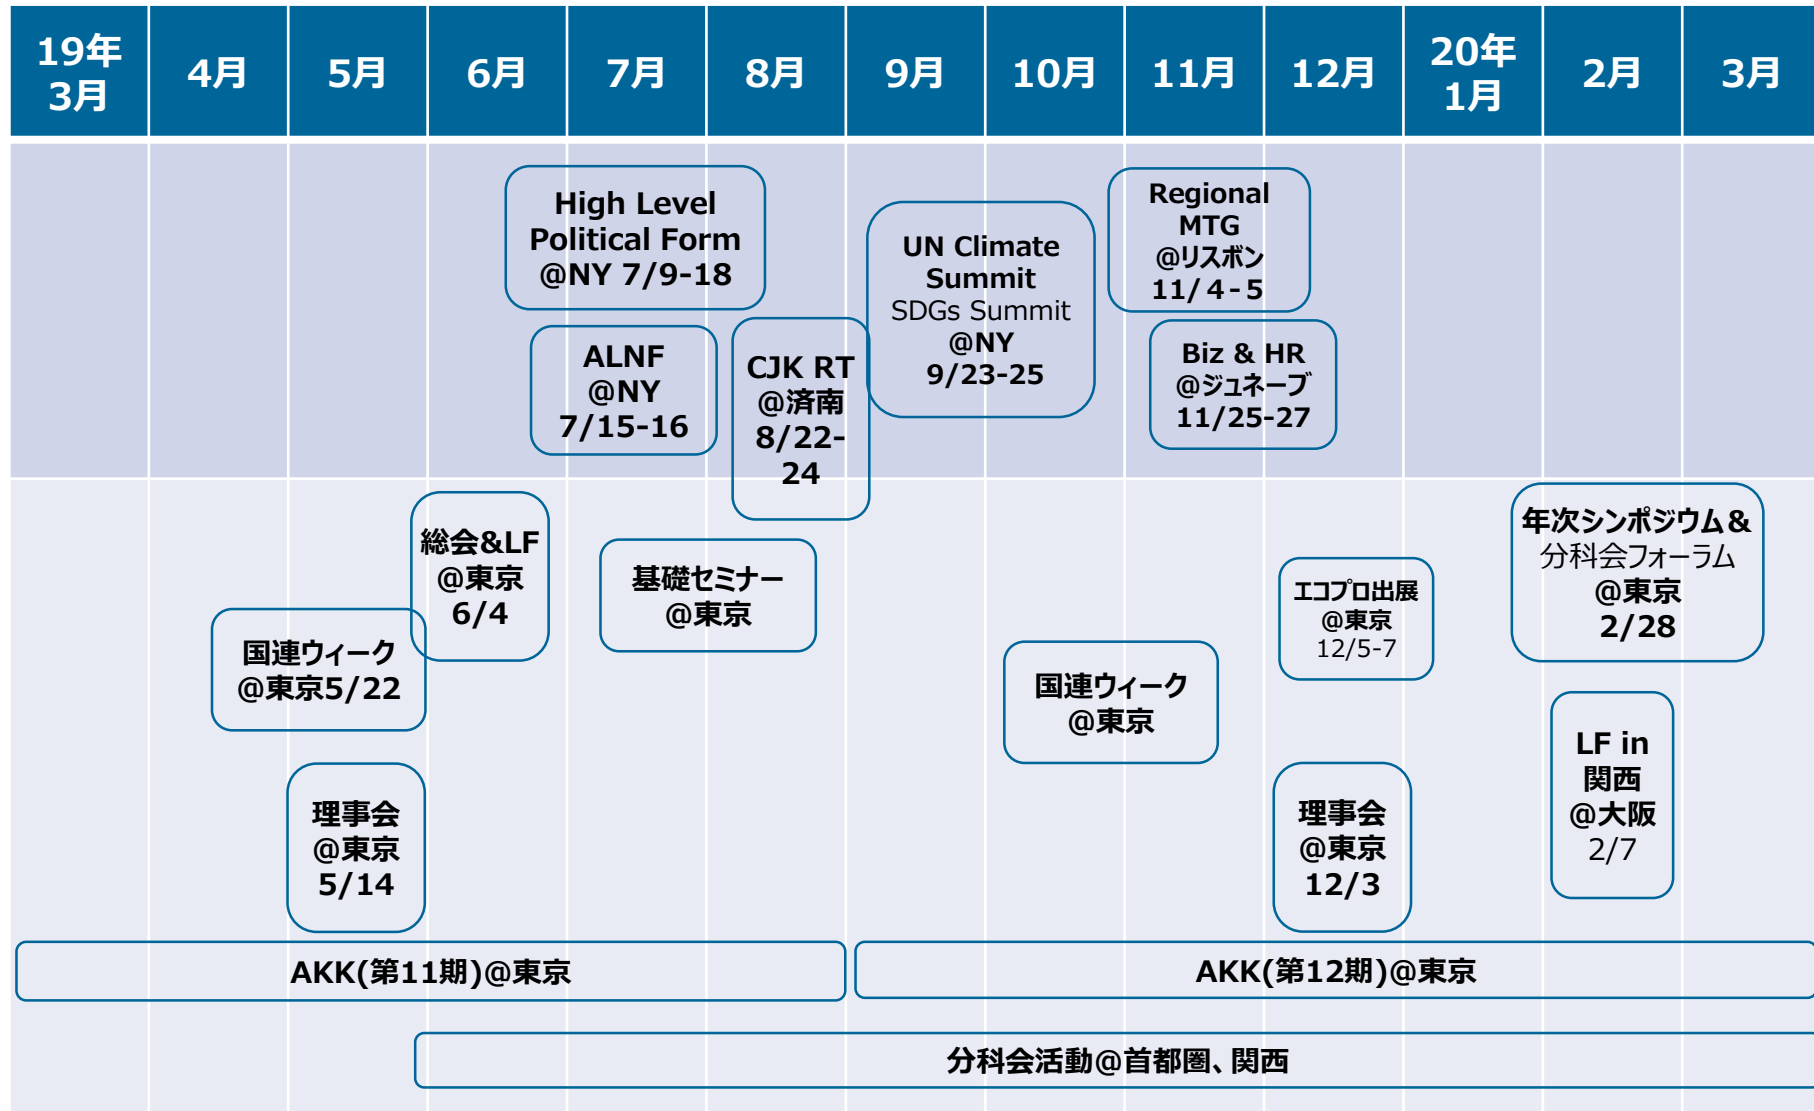 19年
3月
4月
5月
6月
7月
8月
9月
10月
11月
12月
20年
1月
2月
3月
High Level
Political Form
@NY 7/9-18
ALNF
@NY
7/15-16
CJK RT
@済南
8/22-
24
UN Climate
Summit
SDGs Summit
@NY
9/23-25
Regional
MTG
@リスボン
11/４-５
Biz & HR
@ジュネーブ
11/25-27
総会&LF
@東京
6/4
国連ウィーク
@東京5/22
理事会
@東京
5/14
基礎セミナー
@東京
国連ウィーク
@東京
エコプロ出展
@東京
12/5-7
理事会
@東京
12/3
年次シンポジウム＆
分科会フォーラム
@東京
2/28
LF in
関西
@大阪
2/7
AKK(第11期)@東京
AKK(第12期)@東京
分科会活動@首都圏、関西